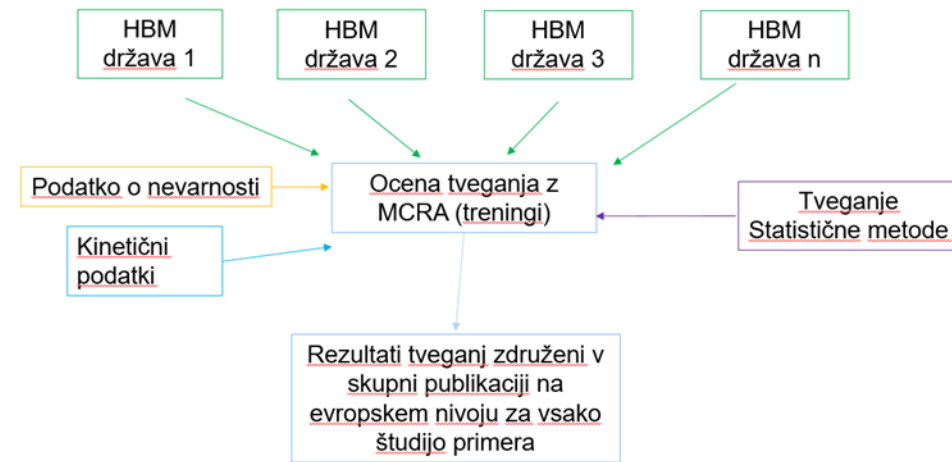 HBM
država 1
HBM
država 2
HBM
država 3
HBM
država n
Podatko o nevarnosti
Ocena tveganja z
MCRA (treningi)
Tveganje
Statistične metode
Kinetični
podatki
Rezultati tveganj združeni v
skupni publikaciji na
evropskem nivoju za vsako
študijo primera